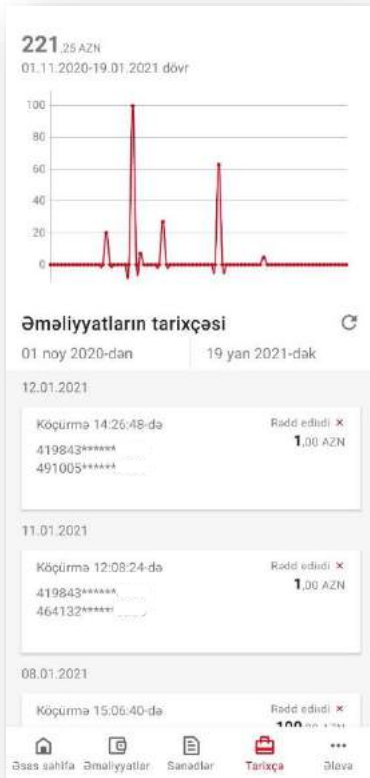 221,25 AZN
01.11.2020-19.01.2021 dövr
100
80
60
40
20
0
Əməliyyatların tarixçəsi
01 noy 2020-dən 19 yan 2021-dək
12.01.2021
Köçürmə 14:26:48-də Rədd edildi ×
419843****** 1,00 AZN
491005******
11.01.2021
Köçürmə 12:08:24-də Rədd edildi ×
419843****** 1,00 AZN
464132******
08.01.2021
Köçürmə 15:06:40-də Rədd edildi ×
Əsas səhifə Əməliyyatlar Sənədlər Tarixçə Əlavə